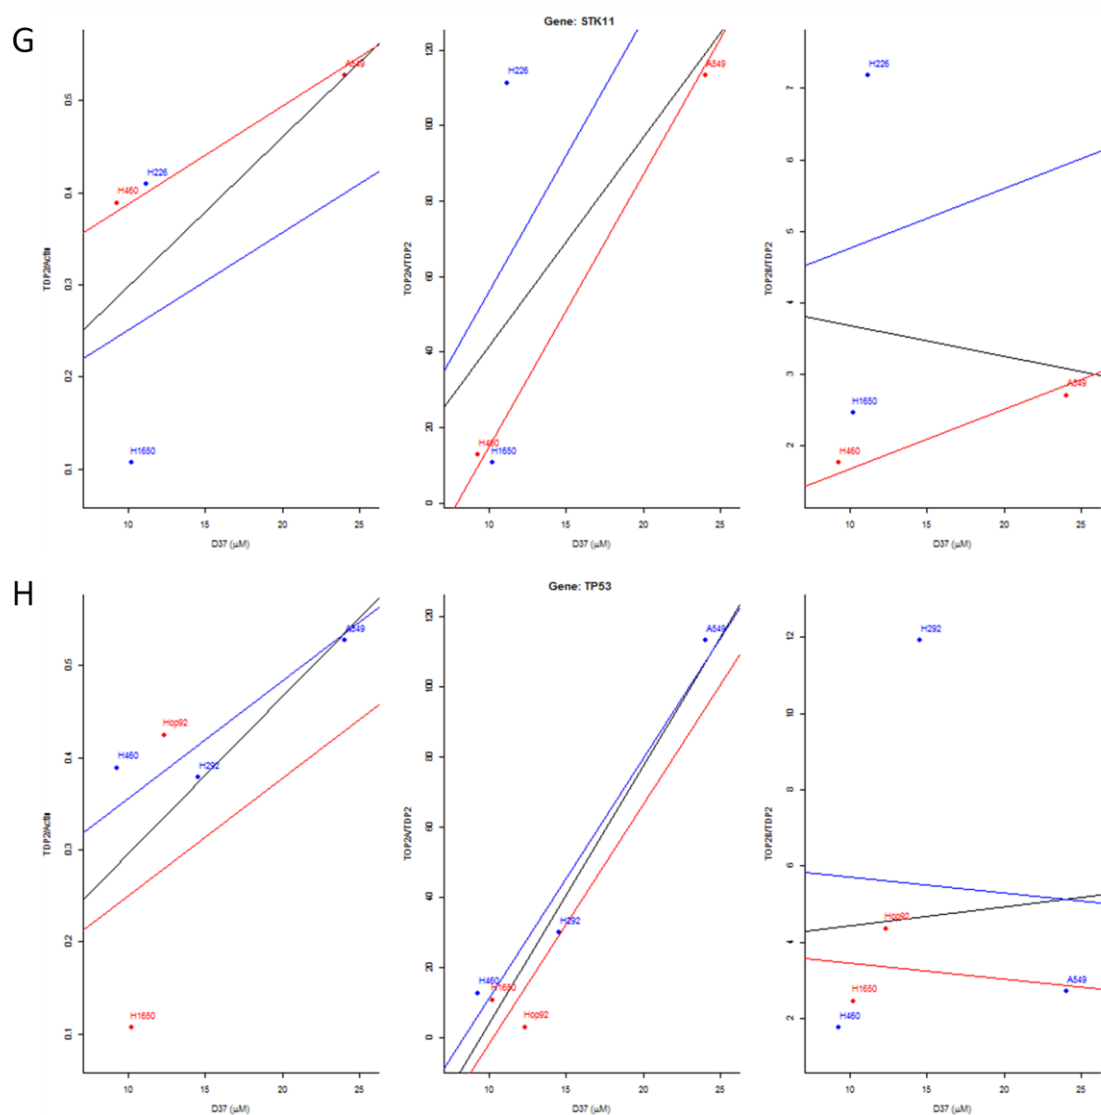 G
Gene: STK11
TDP2/Actin
0.1
0.2
0.3
0.4
0.5
H460
H226
A549
H1650
10
15
20
25
D37 (µM)
TOP2A/TDP2
0
20
40
60
80
100
120
H226
A549
H460
H1650
10
15
20
25
D37 (µM)
TOP2B/TDP2
2
3
4
5
6
7
H226
H1650
H460
A549
10
15
20
25
H
Gene: TP53
TDP2/Actin
0.1
0.2
0.3
0.4
0.5
A549
Hop92
H460
H292
H1650
10
15
20
25
D37 (µM)
TOP2A/TDP2
0
20
40
60
80
100
120
A549
H292
H460
H1650
Hop92
10
15
20
25
D37 (µM)
TOP2B/TDP2
2
4
6
8
10
12
H292
Hop92
H1650
H460
A549
10
15
20
25